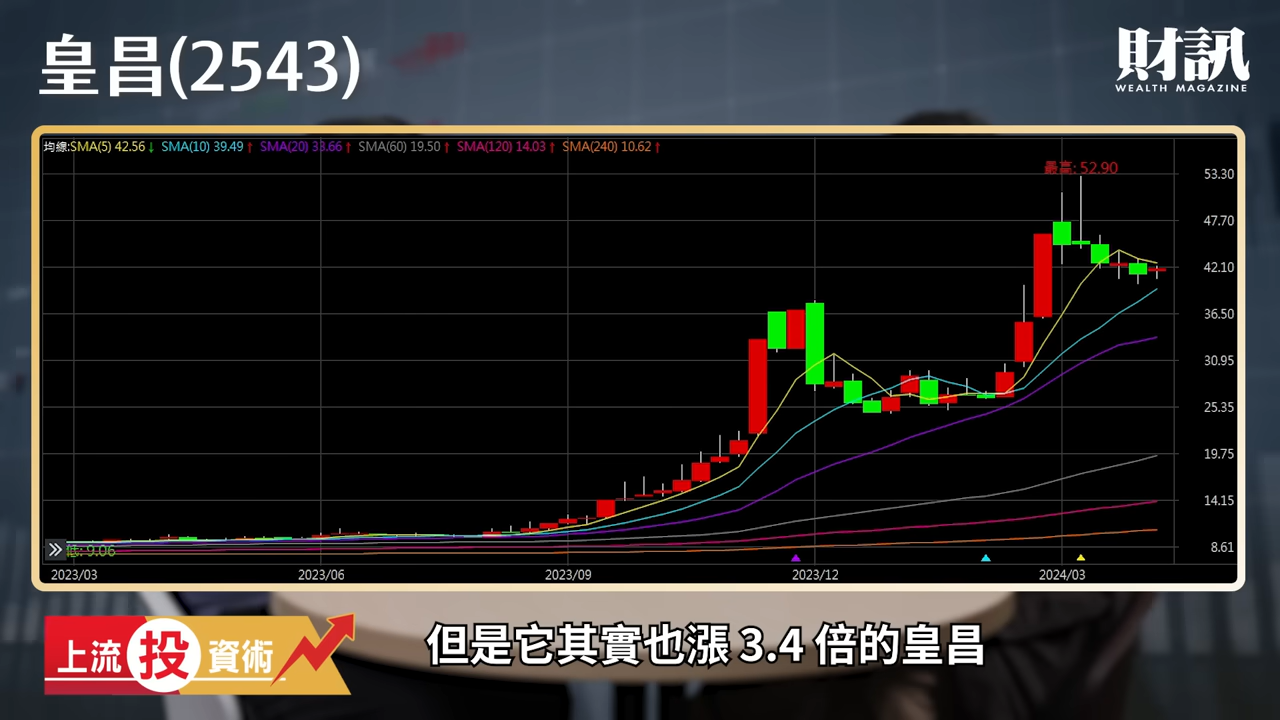 皇昌(2543)
財訊
WEALTH MAGAZINE
均線:SMA(5) 42.56↓ SMA(10) 39.49↑ SMA(20) 33.66↑ SMA(60) 19.50↑ SMA(120) 14.03↑ SMA(240) 10.62↑
最高: 52.90
53.30
47.70
42.10
36.50
30.95
25.35
19.75
14.15
8.61
低: 9.06
2023/03 2023/06 2023/09 2023/12 2024/03
上流投資術
但是它其實也漲 3.4 倍的皇昌